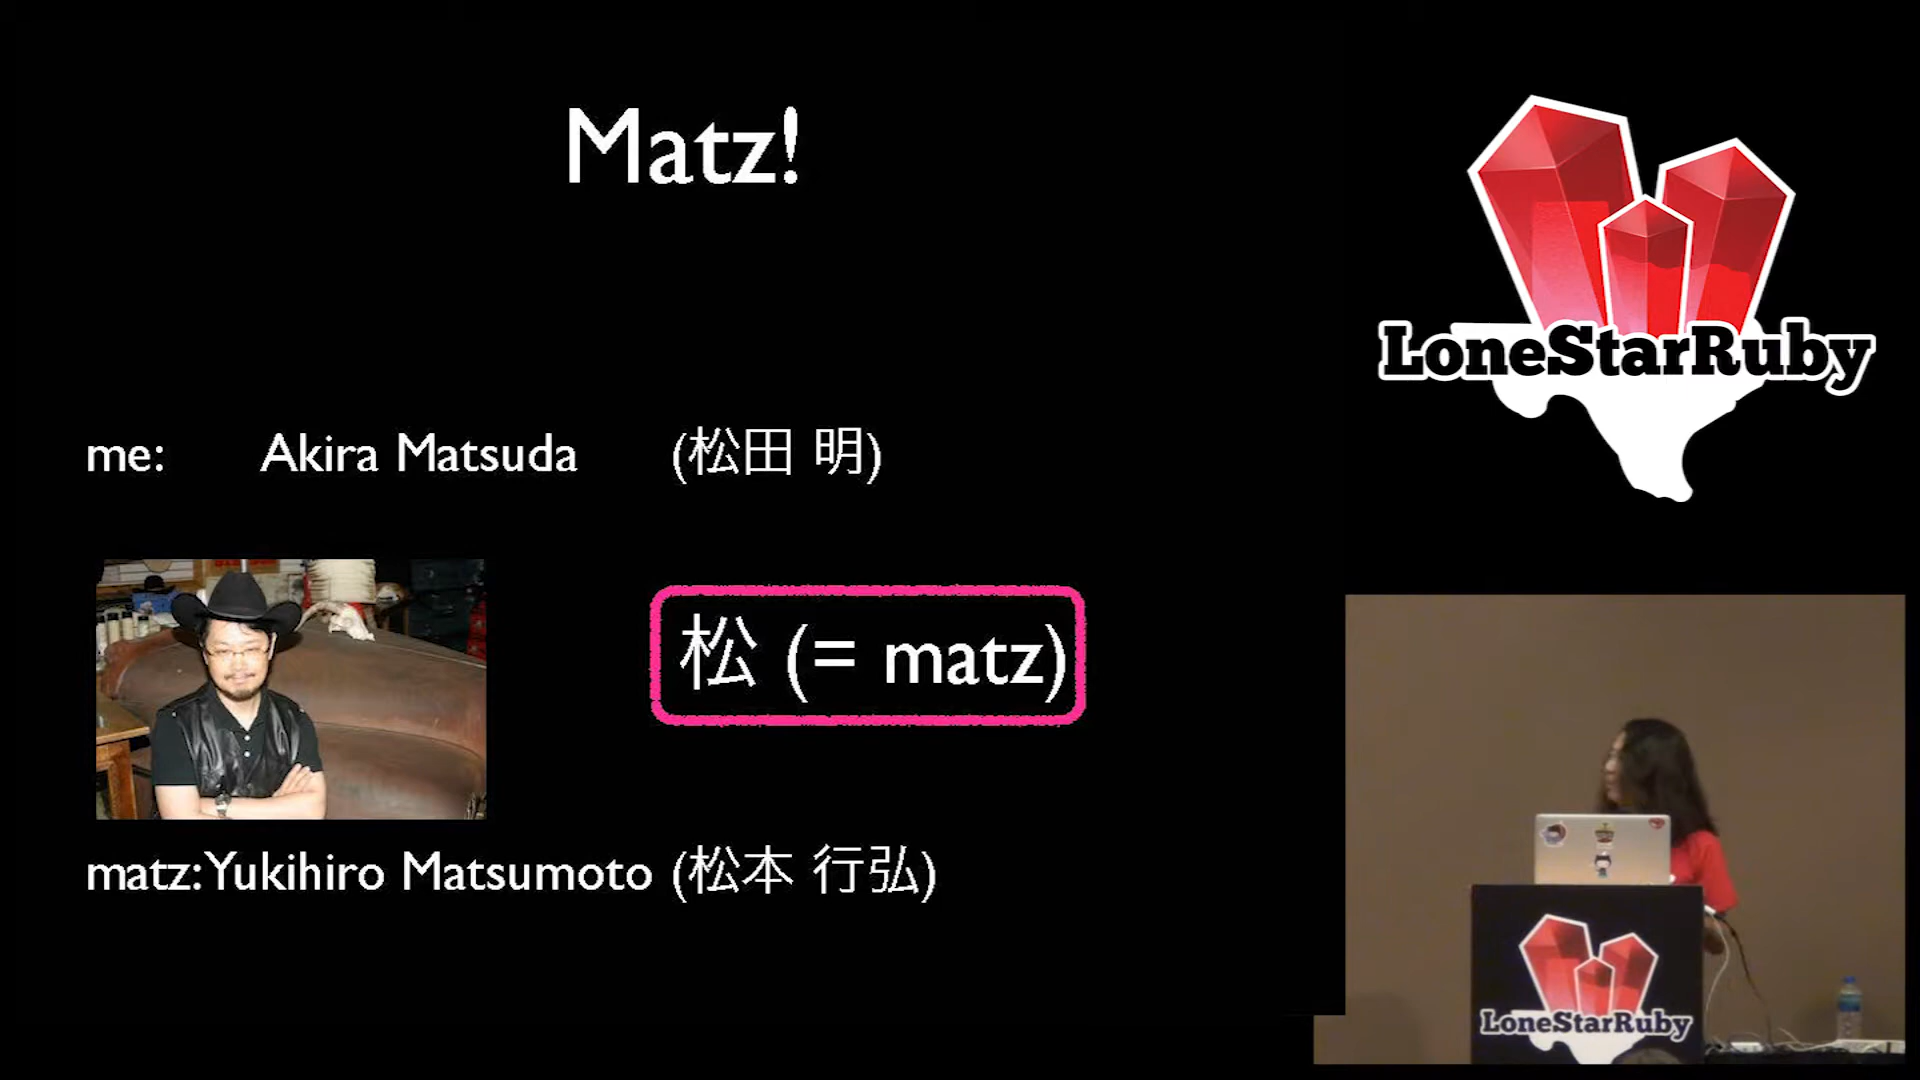 Matz!
LoneStarRuby
me: Akira Matsuda (松田 明)
松 (= matz)
matz: Yukihiro Matsumoto (松本 行弘)
LoneStarRuby